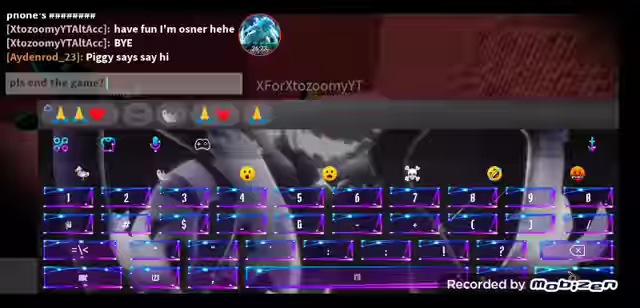 phone's ########
[XtozoomyYTAltAcc]: have fun I'm osner hehe
[XtozoomyYTAltAcc]: BYE
[Aydenrod_23]: Piggy says say hi
pls end the game?
XForXtozoomyYT
1 2 3 4 5 6 7 8 9 0
# $ _ & - + ( ) /
=\< * " ' : ; ! ?
123 ,
Recorded by MOBIZEN